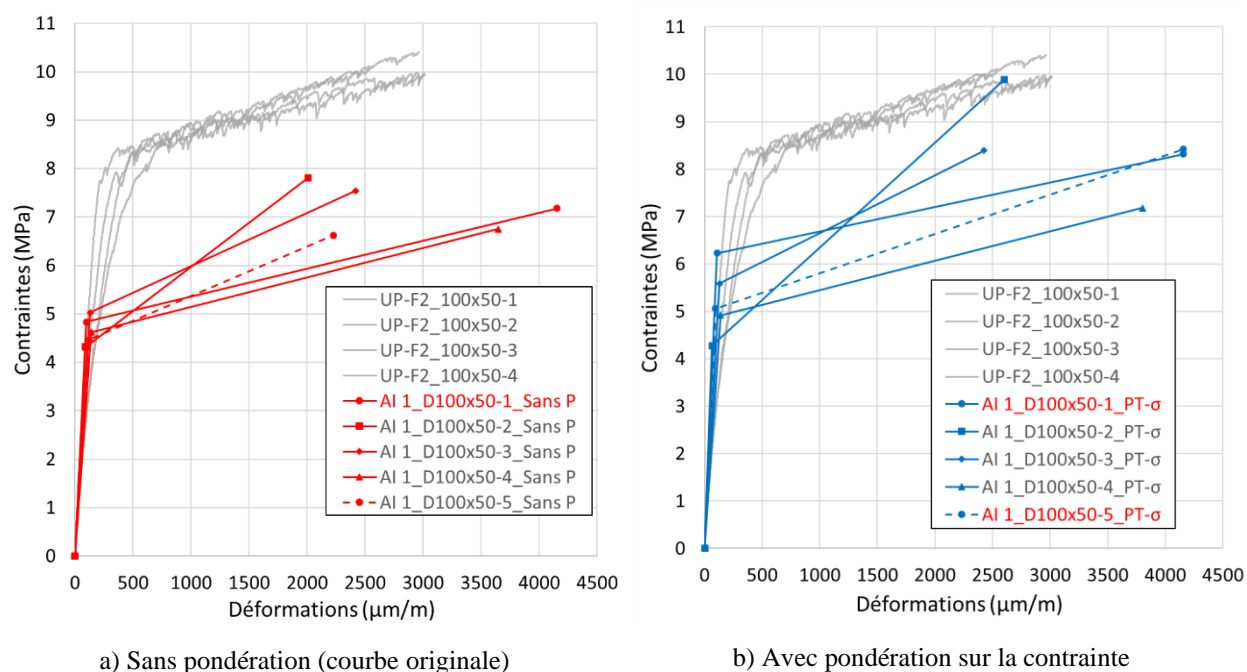 11
10
9
8
7
6
5
4
3
2
1
0
Contraintes (MPa)
0 500 1000 1500 2000 2500 3000 3500 4000 4500
Déformations (µm/m)
UP-F2_100x50-1
UP-F2_100x50-2
UP-F2_100x50-3
UP-F2_100x50-4
AI 1_D100x50-1_Sans P
AI 1_D100x50-2_Sans P
AI 1_D100x50-3_Sans P
AI 1_D100x50-4_Sans P
AI 1_D100x50-5_Sans P
a) Sans pondération (courbe originale)
11
10
9
8
7
6
5
4
3
2
1
0
Contraintes (MPa)
0 500 1000 1500 2000 2500 3000 3500 4000 4500
Déformations (µm/m)
UP-F2_100x50-1
UP-F2_100x50-2
UP-F2_100x50-3
UP-F2_100x50-4
AI 1_D100x50-1_PT-σ
AI 1_D100x50-2_PT-σ
AI 1_D100x50-3_PT-σ
AI 1_D100x50-4_PT-σ
AI 1_D100x50-5_PT-σ
b) Avec pondération sur la contrainte